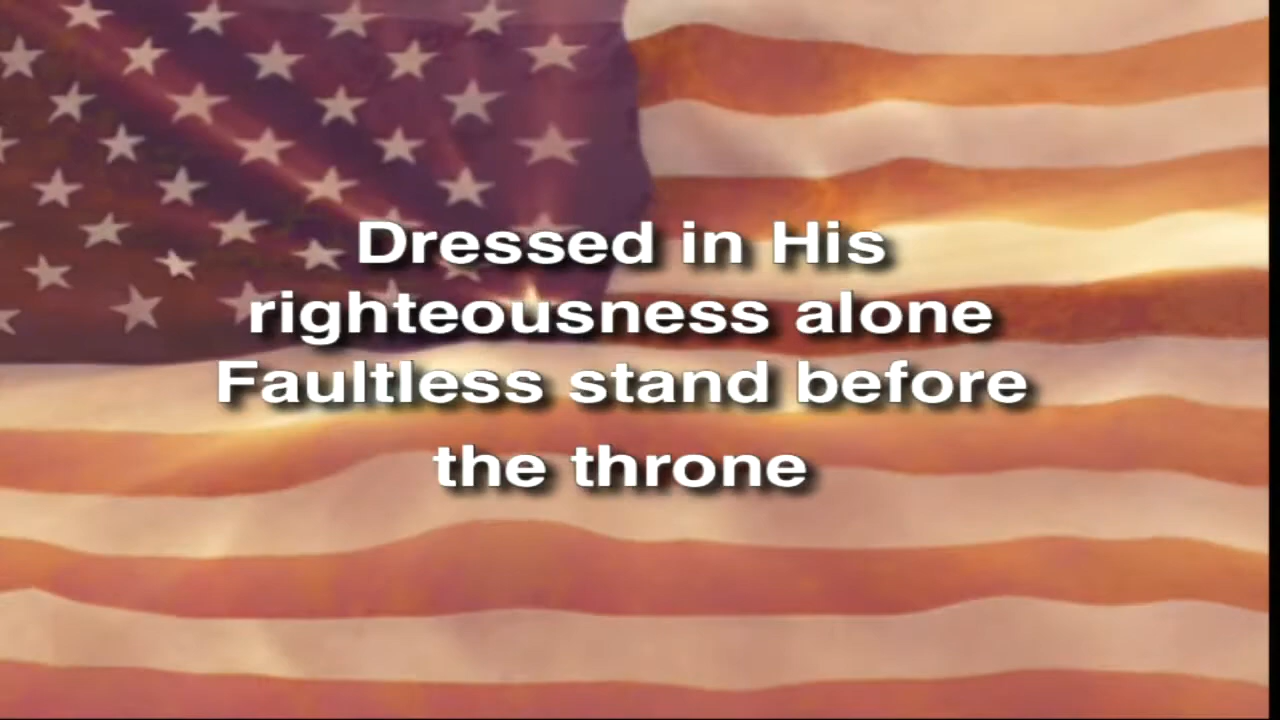 Dressed in His
righteousness alone
Faultless stand before
the throne